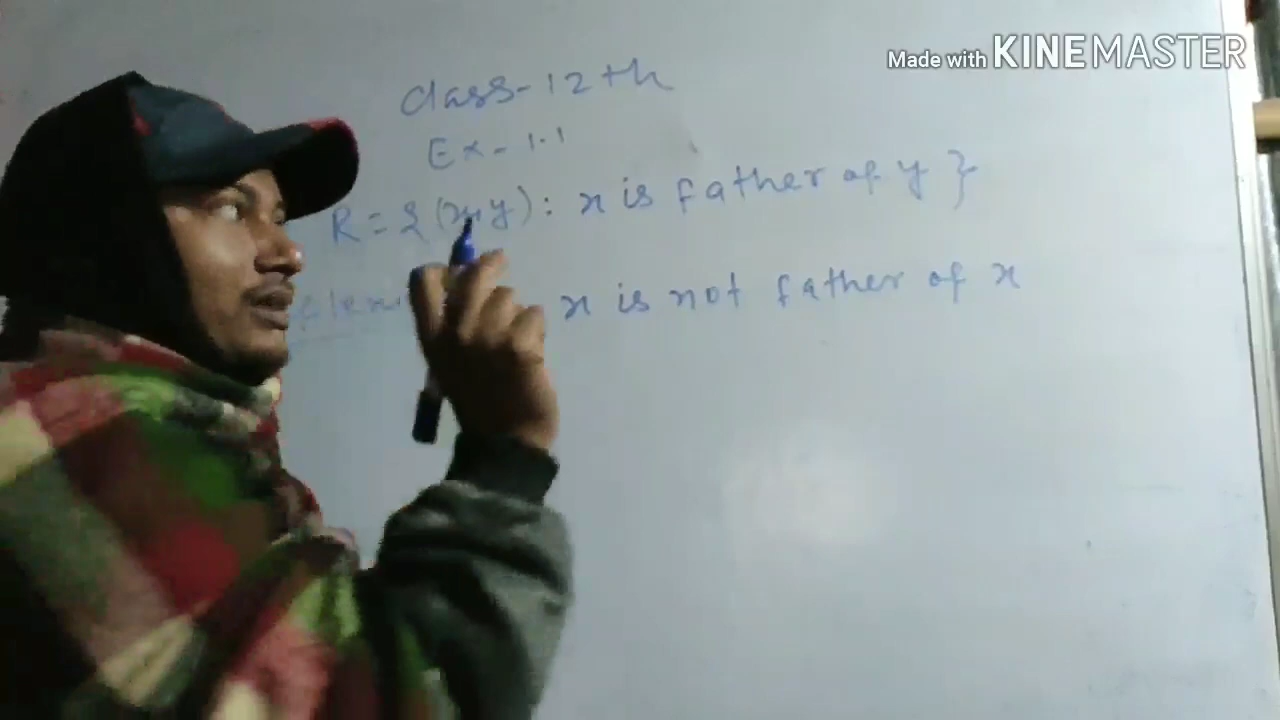 Made with KINEMASTER
Class-12th
Ex-1.1
R = {(x,y): x is father of y }
x is not father of x